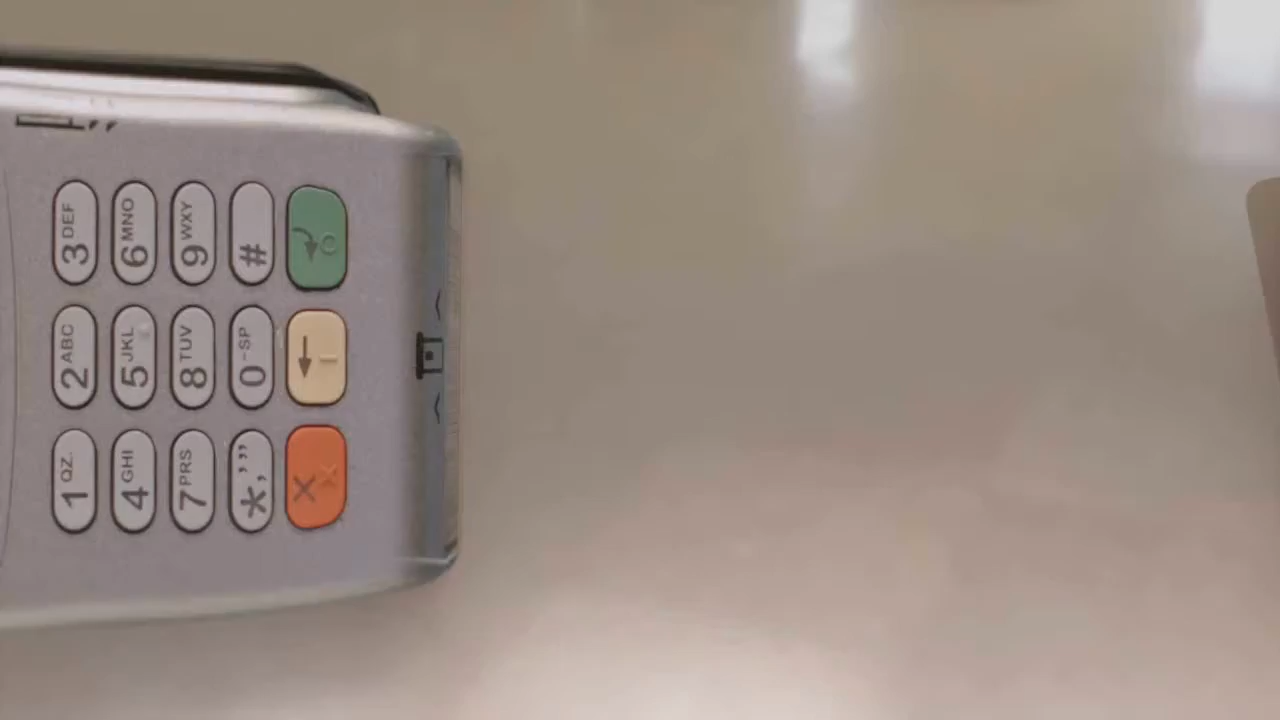 1 QZ. 2 ABC 3 DEF
4 GHI 5 JKL 6 MNO
7 PRS 8 TUV 9 WXY
*,'" 0 -SP #
X — O